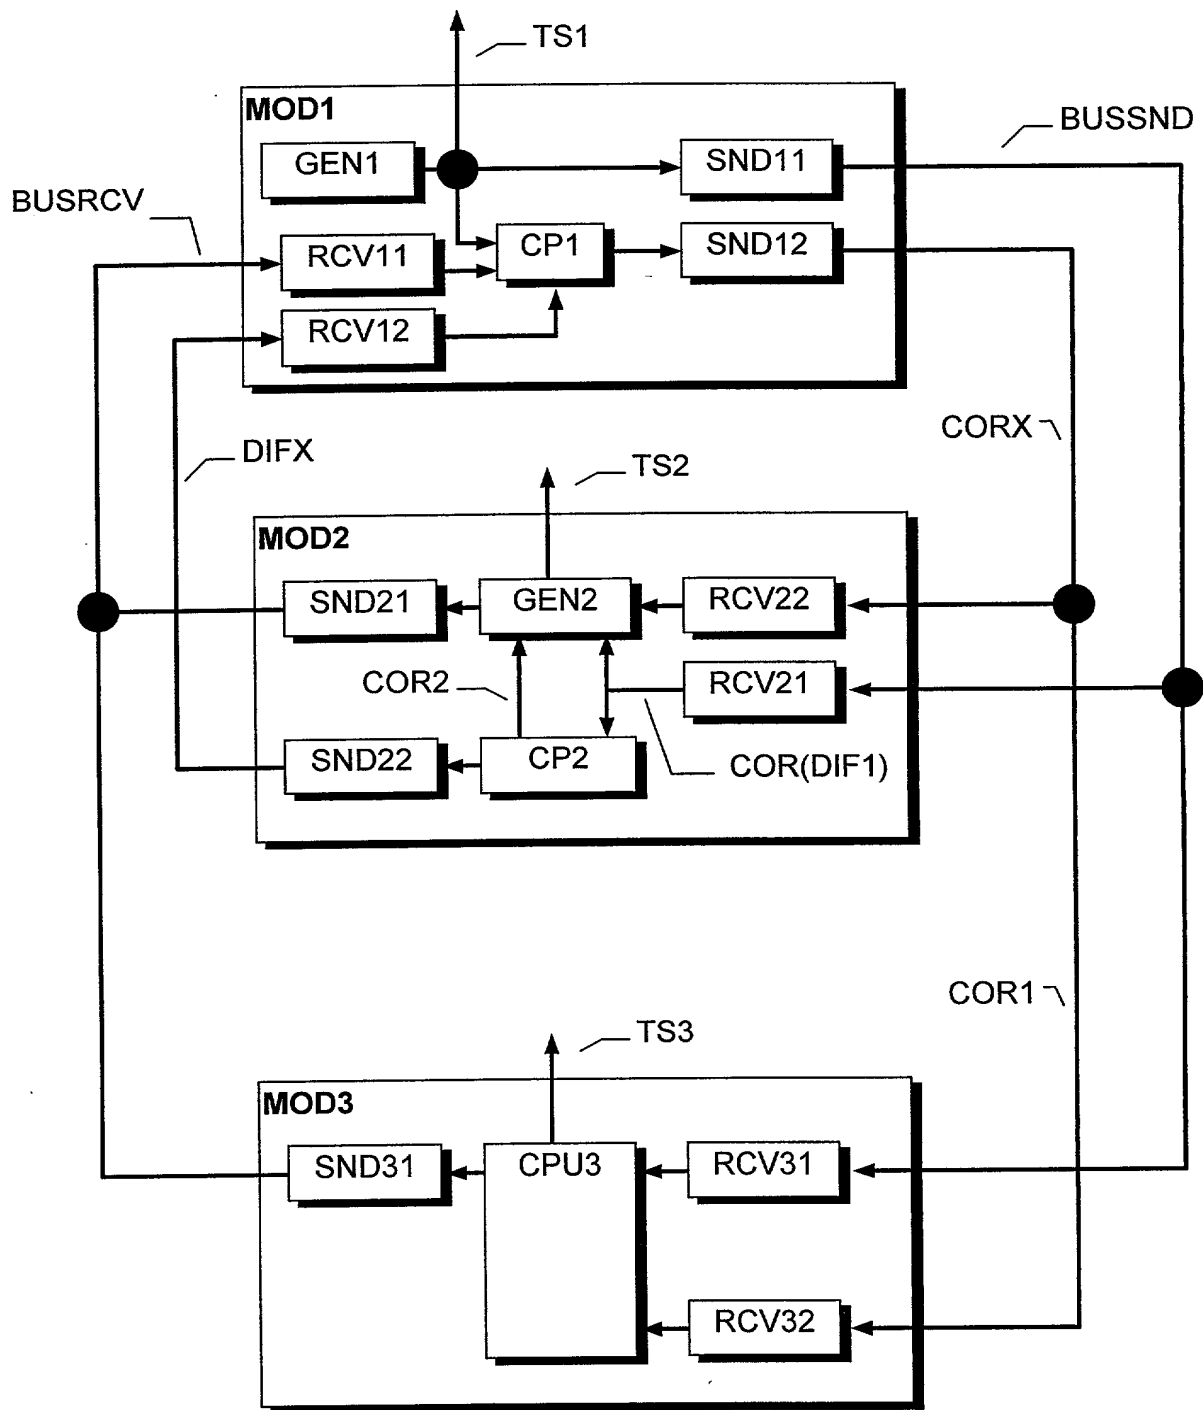 TS1
MOD1
BUSSND
GEN1
SND11
BUSRCV
RCV11
CP1
SND12
RCV12
CORX
DIFX
TS2
MOD2
SND21
GEN2
RCV22
COR2
RCV21
SND22
CP2
COR(DIF1)
COR1
TS3
MOD3
SND31
CPU3
RCV31
RCV32